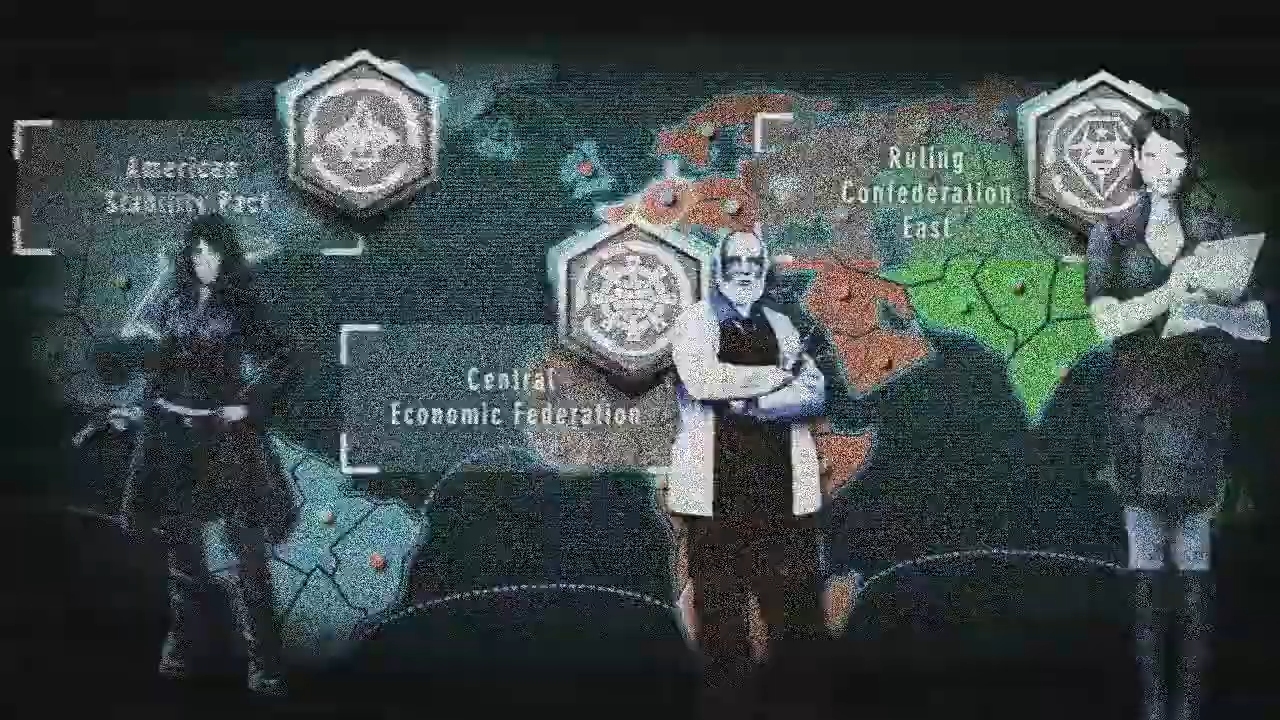 American
Stability Pact
Ruling
Confederation
East
Central
Economic Federation